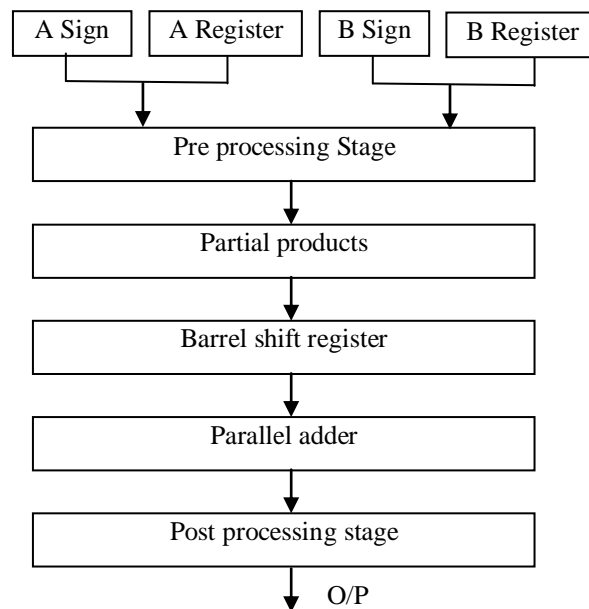 A Sign
A Register
B Sign
B Register
Pre processing Stage
Partial products
Barrel shift register
Parallel adder
Post processing stage
O/P